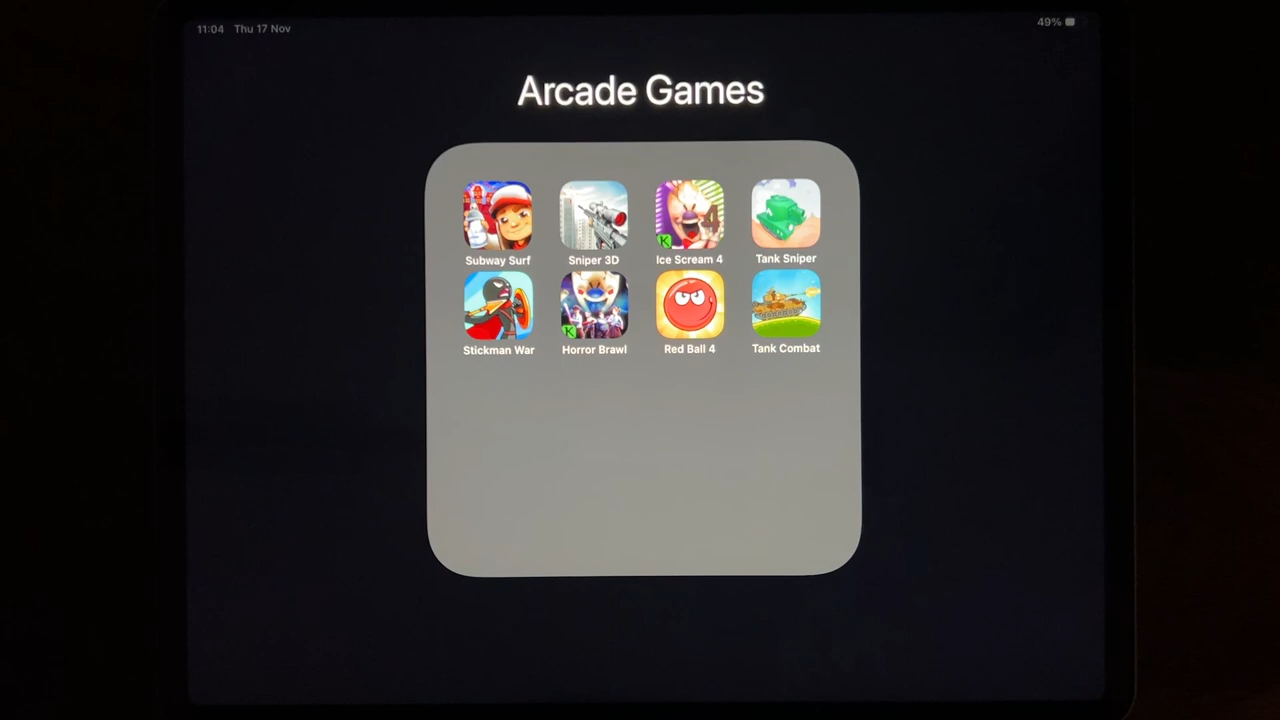 11:04 Thu 17 Nov
49%
Arcade Games
4
Subway Surf
Sniper 3D
Ice Scream 4
Tank Sniper
K
Stickman War
Horror Brawl
Red Ball 4
Tank Combat
K